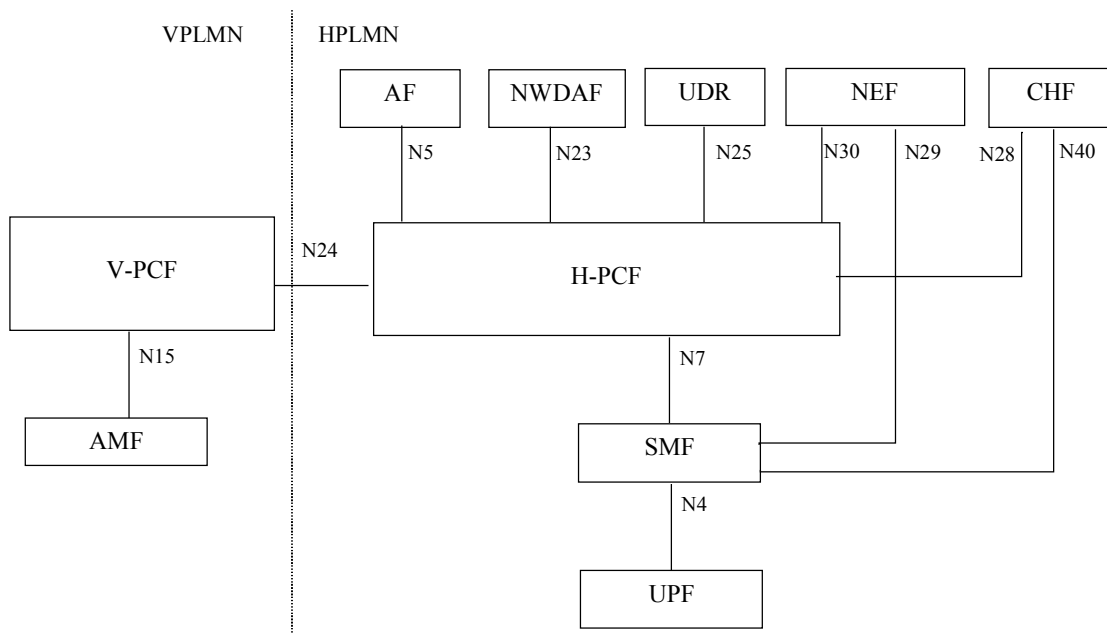 VPLMN HPLMN
AF NWDAF UDR NEF CHF
N5 N23 N25 N30 N29 N28 N40
N24
V-PCF H-PCF
N15 N7
AMF SMF
N4
UPF